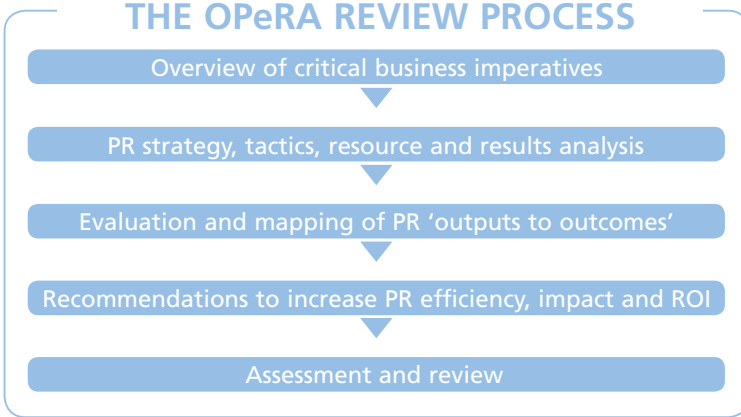 THE OPeRA REVIEW PROCESS
Overview of critical business imperatives
PR strategy, tactics, resource and results analysis
Evaluation and mapping of PR ‘outputs to outcomes’
Recommendations to increase PR efficiency, impact and ROI
Assessment and review